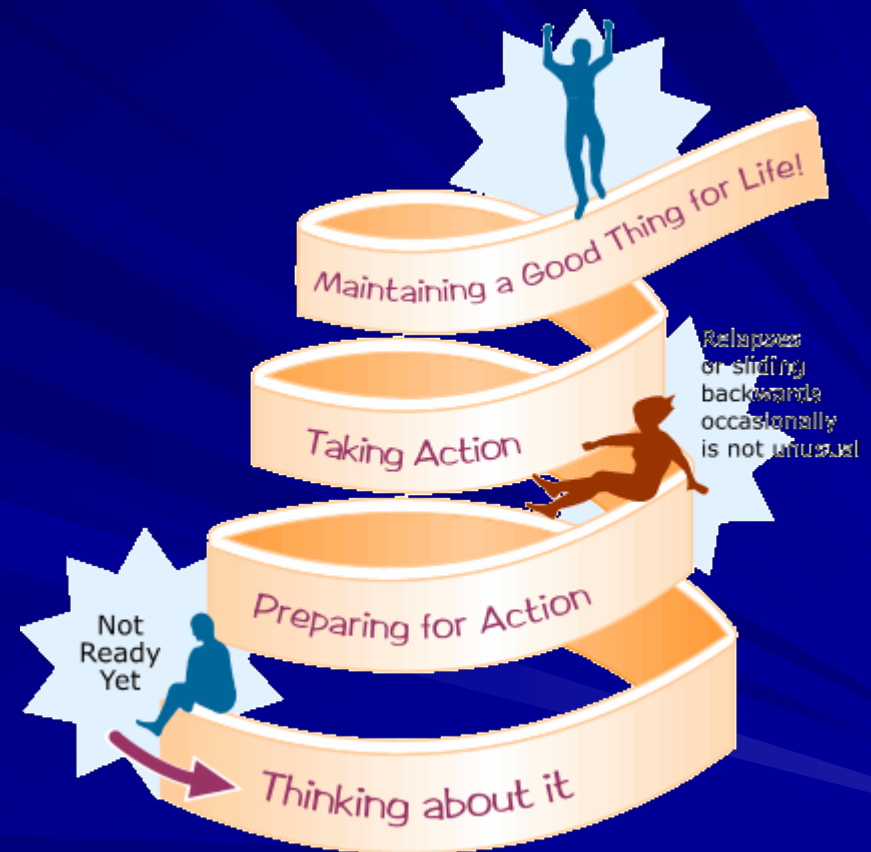 Maintaining a Good Thing for Life!
Relapses
or sliding
backwards
occasionally
is not unusual
Taking Action
Preparing for Action
Not
Ready
Yet
Thinking about it